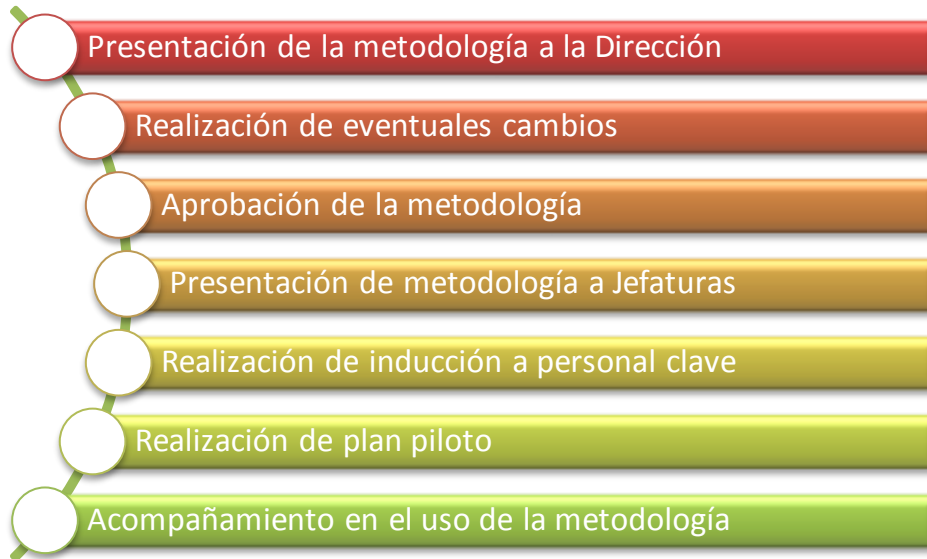 Presentación de la metodología a la Dirección
Realización de eventuales cambios
Aprobación de la metodología
Presentación de metodología a Jefaturas
Realización de inducción a personal clave
Realización de plan piloto
Acompañamiento en el uso de la metodología